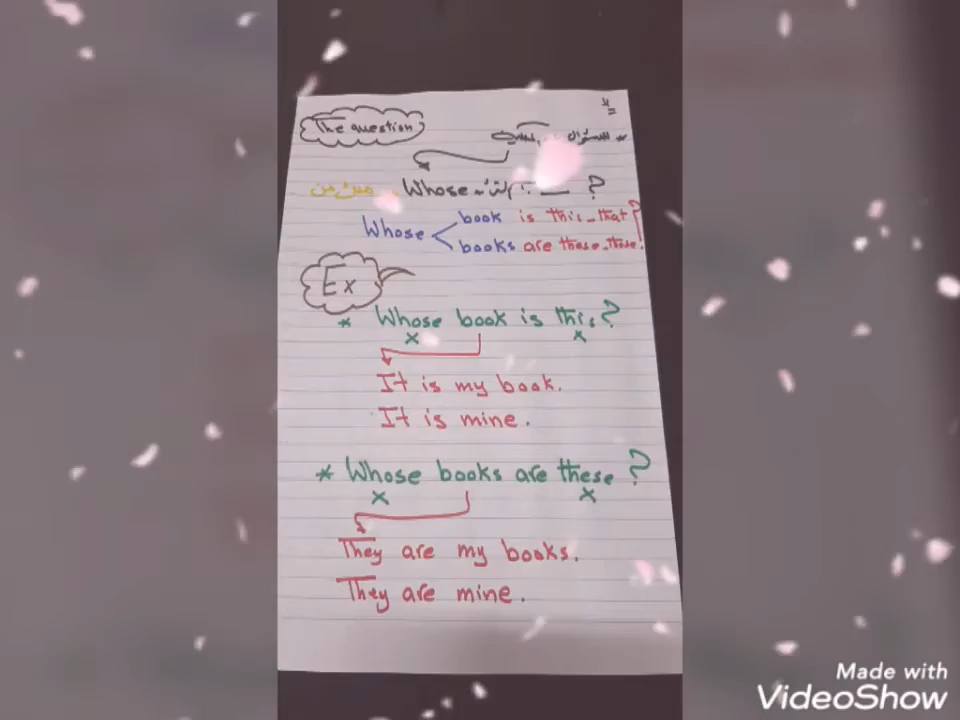 The question
* السؤال
Whose ?
Whose
book is this - that
books are these - those ?
Ex
* Whose book is this ?
x x
It is my book.
It is mine.
* Whose books are these ?
x x
They are my books.
They are mine.
Made with
VideoShow